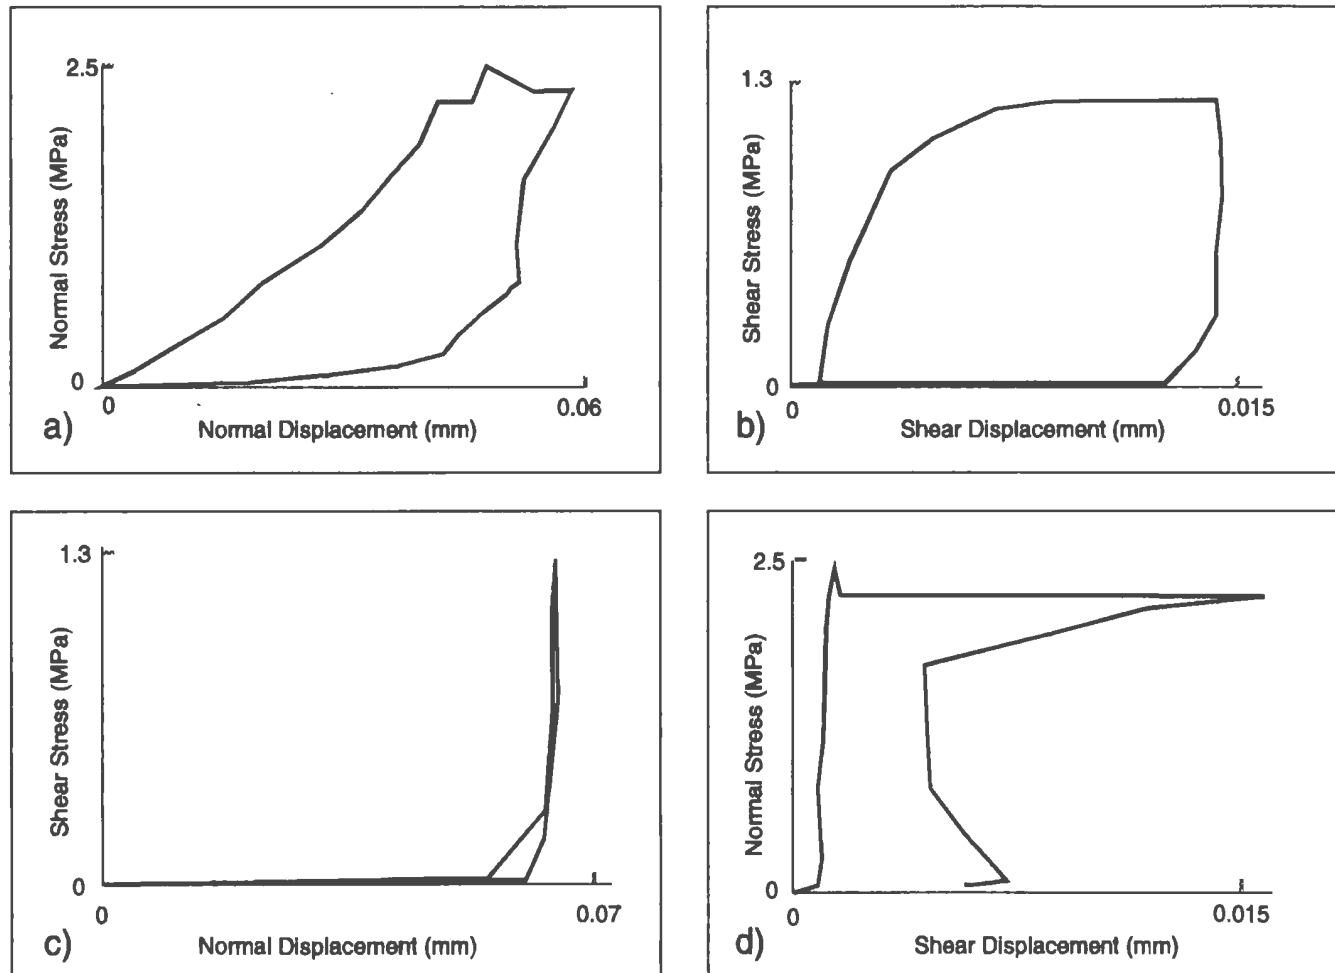 2.5
Normal Stress (MPa)
0
0
0.06
a)
Normal Displacement (mm)
1.3
Shear Stress (MPa)
0
0
0.015
b)
Shear Displacement (mm)
1.3
Shear Stress (MPa)
0
0
0.07
c)
Normal Displacement (mm)
2.5
Normal Stress (MPa)
0
0
0.015
d)
Shear Displacement (mm)